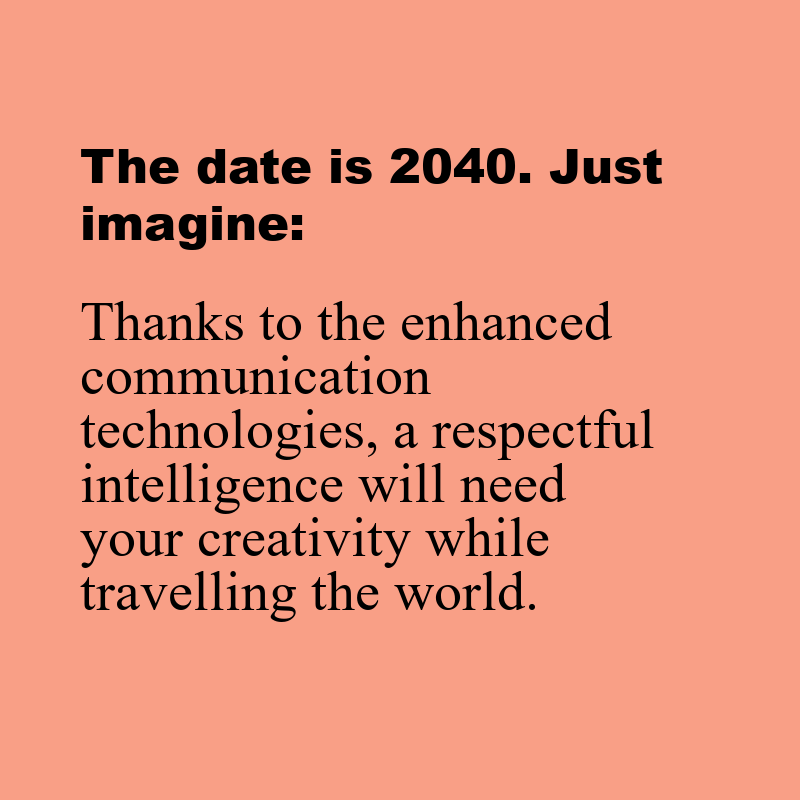 The date is 2040. Just
imagine:
Thanks to the enhanced
communication
technologies, a respectful
intelligence will need
your creativity while
travelling the world.